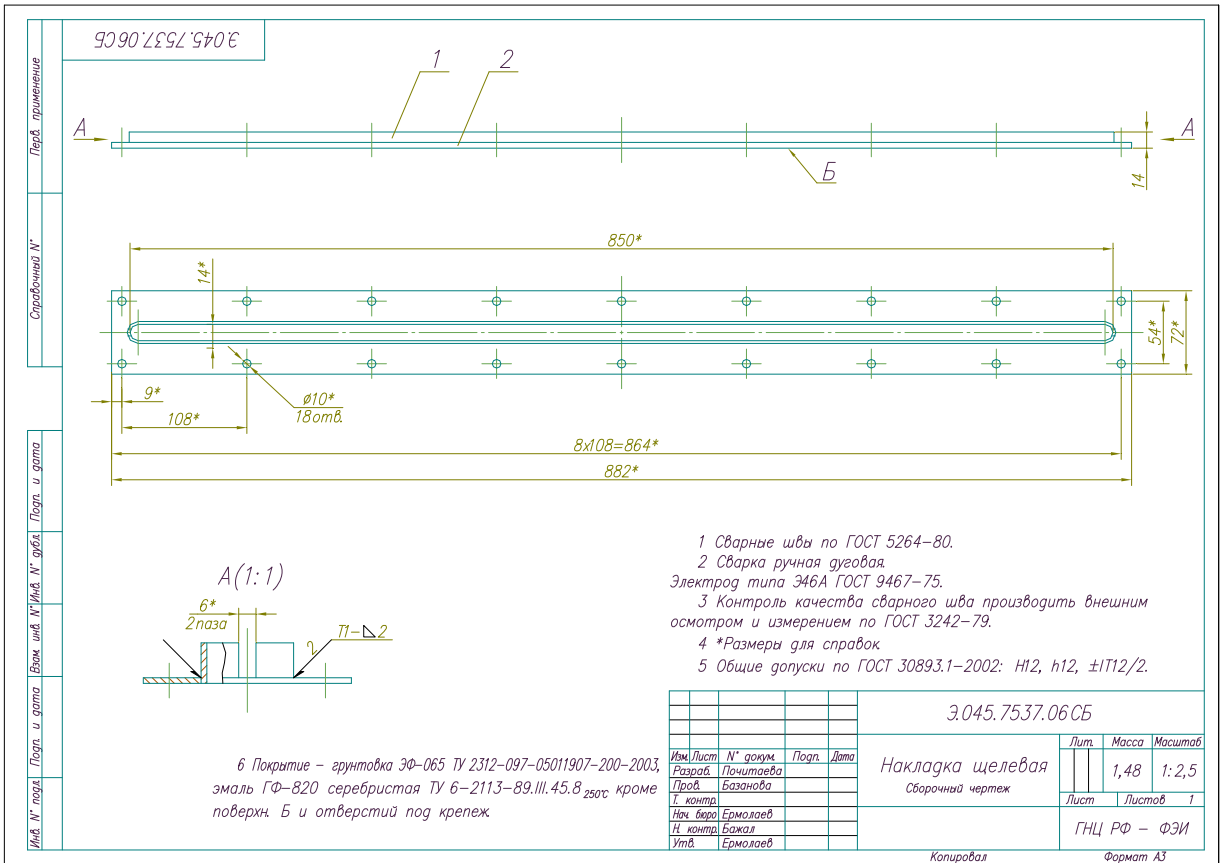 Э.045.7537.06СБ
Перв. применение
Справочный N°
Подп. и дата
Инв. N° дубл.
Взам. инв. N°
Подп. и дата
Инв. N° подл.
1
2
А
А
Б
14
850*
14*
54*
72*
9*
108*
ø10*
18отв.
8х108=864*
882*
А(1:1)
6*
2паза
Т1-⊿2
2
1 Сварные швы по ГОСТ 5264-80.
2 Сварка ручная дуговая.
Электрод типа Э46А ГОСТ 9467-75.
3 Контроль качества сварного шва производить внешним
осмотром и измерением по ГОСТ 3242-79.
4 *Размеры для справок
5 Общие допуски по ГОСТ 30893.1-2002: Н12, h12, ±IT12/2.
6 Покрытие – грунтовка ЭФ-065 ТУ 2312-097-05011907-200-2003,
эмаль ГФ-820 серебристая ТУ 6-2113-89.III.45.8 250°С кроме
поверхн. Б и отверстий под крепеж
Э.045.7537.06СБ
Изм. Лист N° докум. Подп. Дата
Разраб. Почитаева
Пров. Базанова
Т. контр.
Нач. бюро Ермолаев
Н. контр. Бажал
Утв. Ермолаев
Накладка щелевая
Сборочный чертеж
Лит. Масса Масштаб
1,48 1:2,5
Лист Листов 1
ГНЦ РФ – ФЭИ
Копировал Формат А3